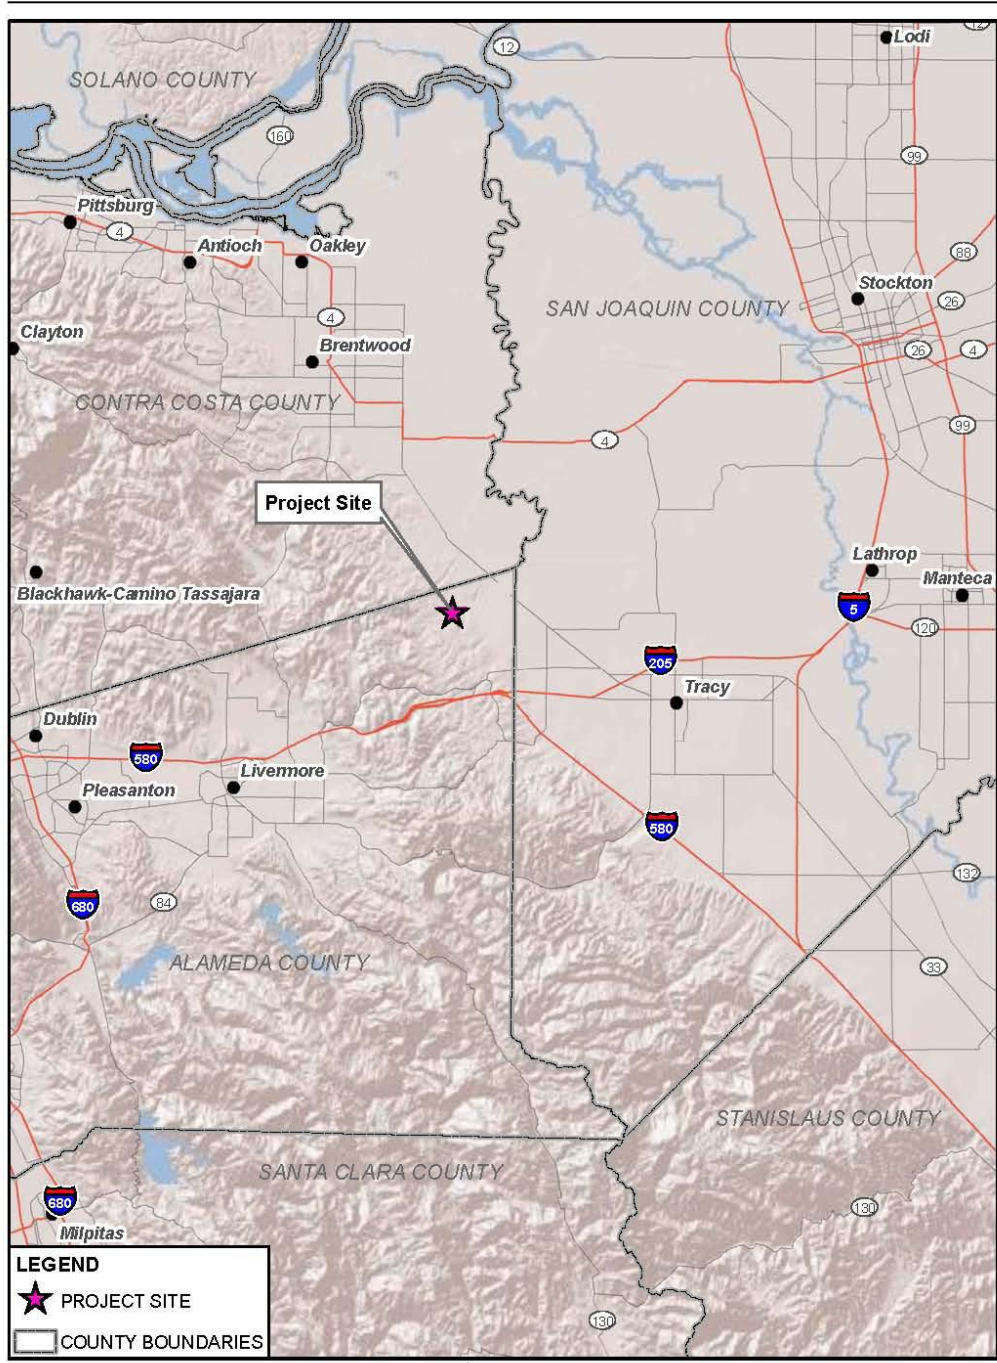 12
12
Lodi
SOLANO COUNTY
160
99
Pittsburg
4
Antioch
Oakley
88
Stockton
26
SAN JOAQUIN COUNTY
4
Clayton
Brentwood
26
4
CONTRA COSTA COUNTY
99
4
Project Site
Lathrop
Blackhawk-Camino Tassajara
Manteca
5
120
205
Tracy
Dublin
580
Livermore
Pleasanton
580
132
680
84
ALAMEDA COUNTY
33
STANISLAUS COUNTY
SANTA CLARA COUNTY
680
130
Milpitas
LEGEND
PROJECT SITE
COUNTY BOUNDARIES
130